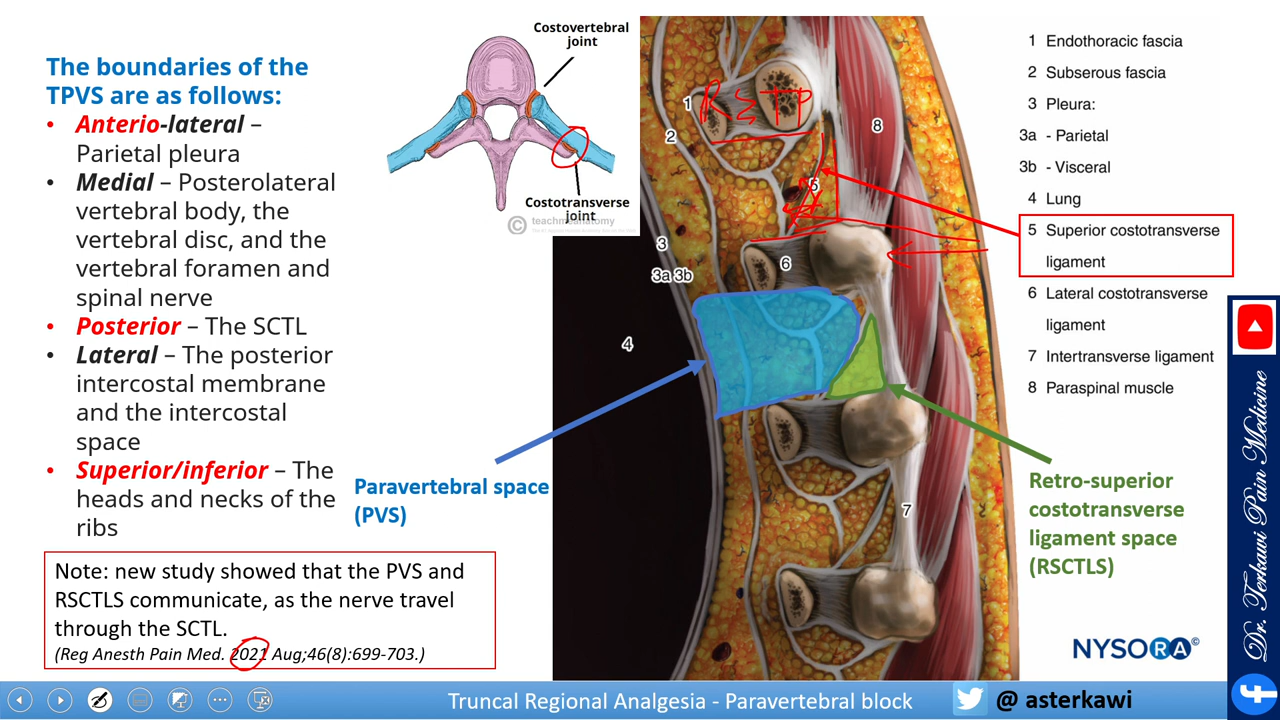 The boundaries of the
TPVS are as follows:
• Anterio-lateral –
Parietal pleura
• Medial – Posterolateral
vertebral body, the
vertebral disc, and the
vertebral foramen and
spinal nerve
• Posterior – The SCTL
• Lateral – The posterior
intercostal membrane
and the intercostal
space
• Superior/inferior – The
heads and necks of the
ribs
Note: new study showed that the PVS and
RSCTLS communicate, as the nerve travel
through the SCTL.
(Reg Anesth Pain Med. 2021 Aug;46(8):699-703.)
Costovertebral
joint
Costotransverse
joint
© teachmeanatomy
Paravertebral space
(PVS)
1
R
TP
2
8
5
3
6
3a 3b
4
7
1 Endothoracic fascia
2 Subserous fascia
3 Pleura:
3a - Parietal
3b - Visceral
4 Lung
5 Superior costotransverse
ligament
6 Lateral costotransverse
ligament
7 Intertransverse ligament
8 Paraspinal muscle
Retro-superior
costotransverse
ligament space
(RSCTLS)
NYSORA©
Dr. Terkawi Pain Medicine
Truncal Regional Analgesia - Paravertebral block
@ asterkawi